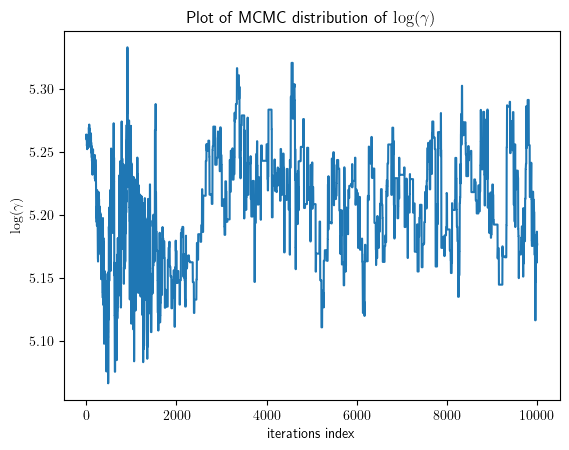 Plot of MCMC distribution of log(γ)
5.30
5.25
5.20
5.15
5.10
log(γ)
0 2000 4000 6000 8000 10000
iterations index